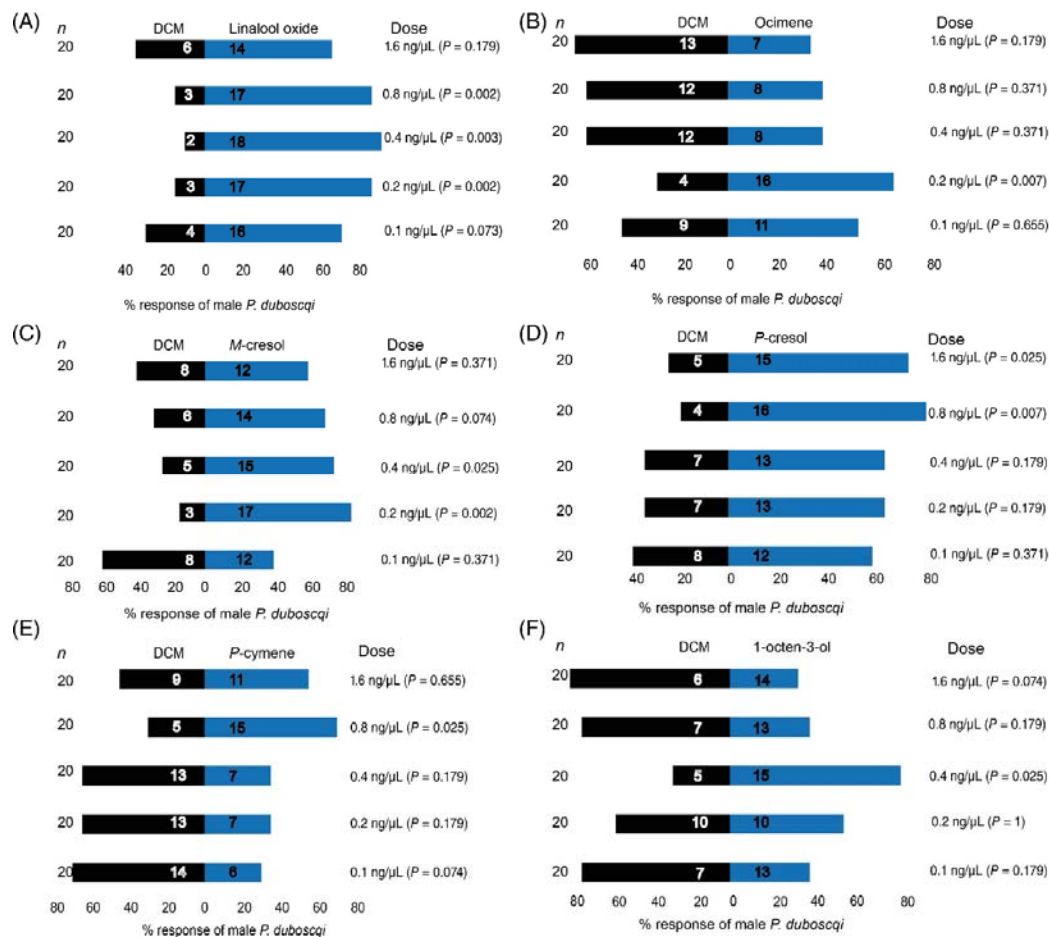 (A)
n DCM Linalool oxide Dose
20 6 14 1.6 ng/µL (P = 0.179)
20 3 17 0.8 ng/µL (P = 0.002)
20 2 18 0.4 ng/µL (P = 0.003)
20 3 17 0.2 ng/µL (P = 0.002)
20 4 16 0.1 ng/µL (P = 0.073)
40 20 0 20 40 60 80
% response of male P. duboscqi
(B)
n DCM Ocimene Dose
20 13 7 1.6 ng/µL (P = 0.179)
20 12 8 0.8 ng/µL (P = 0.371)
20 12 8 0.4 ng/µL (P = 0.371)
20 4 16 0.2 ng/µL (P = 0.007)
20 9 11 0.1 ng/µL (P = 0.655)
60 40 20 0 20 40 60 80
% response of male P. duboscqi
(C)
n DCM M-cresol Dose
20 8 12 1.6 ng/µL (P = 0.371)
20 6 14 0.8 ng/µL (P = 0.074)
20 5 15 0.4 ng/µL (P = 0.025)
20 3 17 0.2 ng/µL (P = 0.002)
20 8 12 0.1 ng/µL (P = 0.371)
80 60 40 20 0 20 40 60 80
% response of male P. duboscqi
(D)
n DCM P-cresol Dose
20 5 15 1.6 ng/µL (P = 0.025)
20 4 16 0.8 ng/µL (P = 0.007)
20 7 13 0.4 ng/µL (P = 0.179)
20 7 13 0.2 ng/µL (P = 0.179)
20 8 12 0.1 ng/µL (P = 0.371)
60 40 20 0 20 40 60 80
% response of male P. duboscqi
(E)
n DCM P-cymene Dose
20 9 11 1.6 ng/µL (P = 0.655)
20 5 15 0.8 ng/µL (P = 0.025)
20 13 7 0.4 ng/µL (P = 0.179)
20 13 7 0.2 ng/µL (P = 0.179)
20 14 6 0.1 ng/µL (P = 0.074)
80 60 40 20 0 20 40 60 80
% response of male P. duboscqi
(F)
n DCM 1-octen-3-ol Dose
20 6 14 1.6 ng/µL (P = 0.074)
20 7 13 0.8 ng/µL (P = 0.179)
20 5 15 0.4 ng/µL (P = 0.025)
20 10 10 0.2 ng/µL (P = 1)
20 7 13 0.1 ng/µL (P = 0.179)
80 60 40 20 0 20 40 60 80
% response of male P. duboscqi